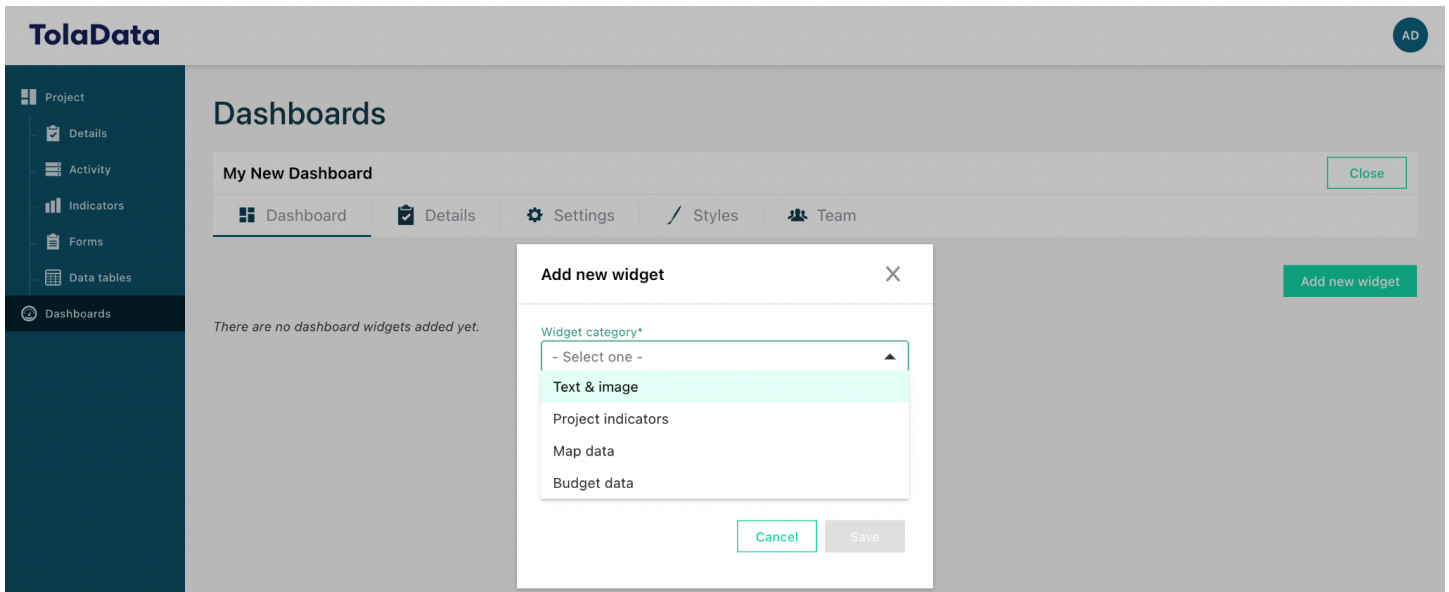 TolaData
AD
Project
Details
Activity
Indicators
Forms
Data tables
Dashboards
Dashboards
My New Dashboard
Close
Dashboard Details Settings Styles Team
Add new widget
There are no dashboard widgets added yet.
Add new widget
Widget category*
- Select one -
Text & image
Project indicators
Map data
Budget data
Cancel Save